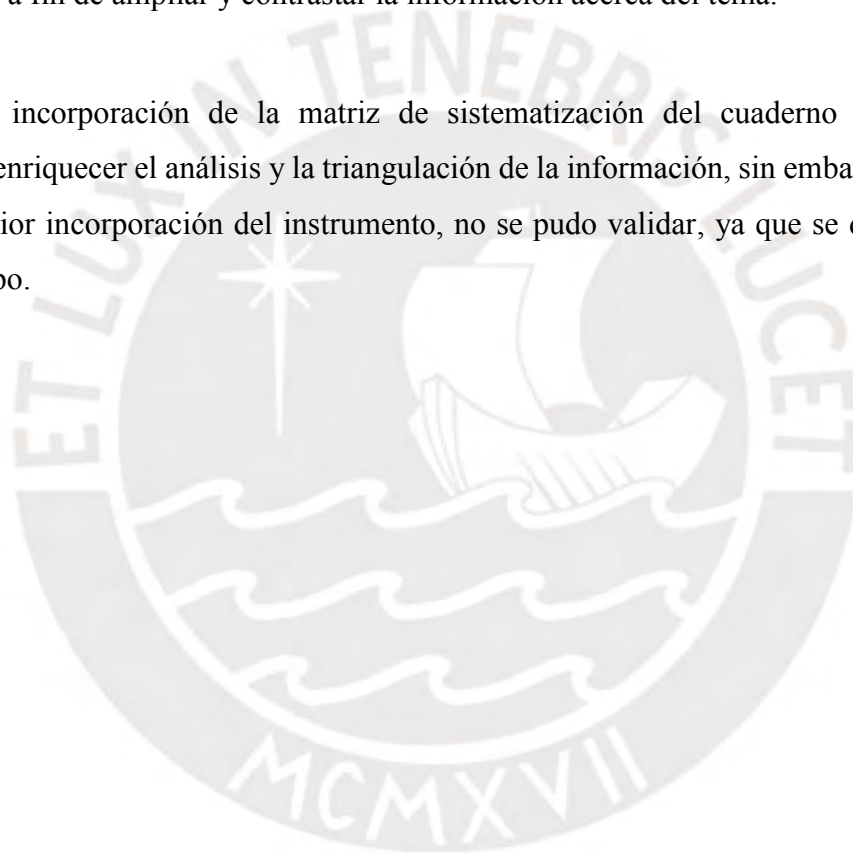 a fin de ampliar y contrastar la información acerca del tema.
incorporación de la matriz de sistematización del cuaderno
enriquecer el análisis y la triangulación de la información, sin emba
ior incorporación del instrumento, no se pudo validar, ya que se
po.
ET LUX IN TENEBRIS LUCET
MCMXVII